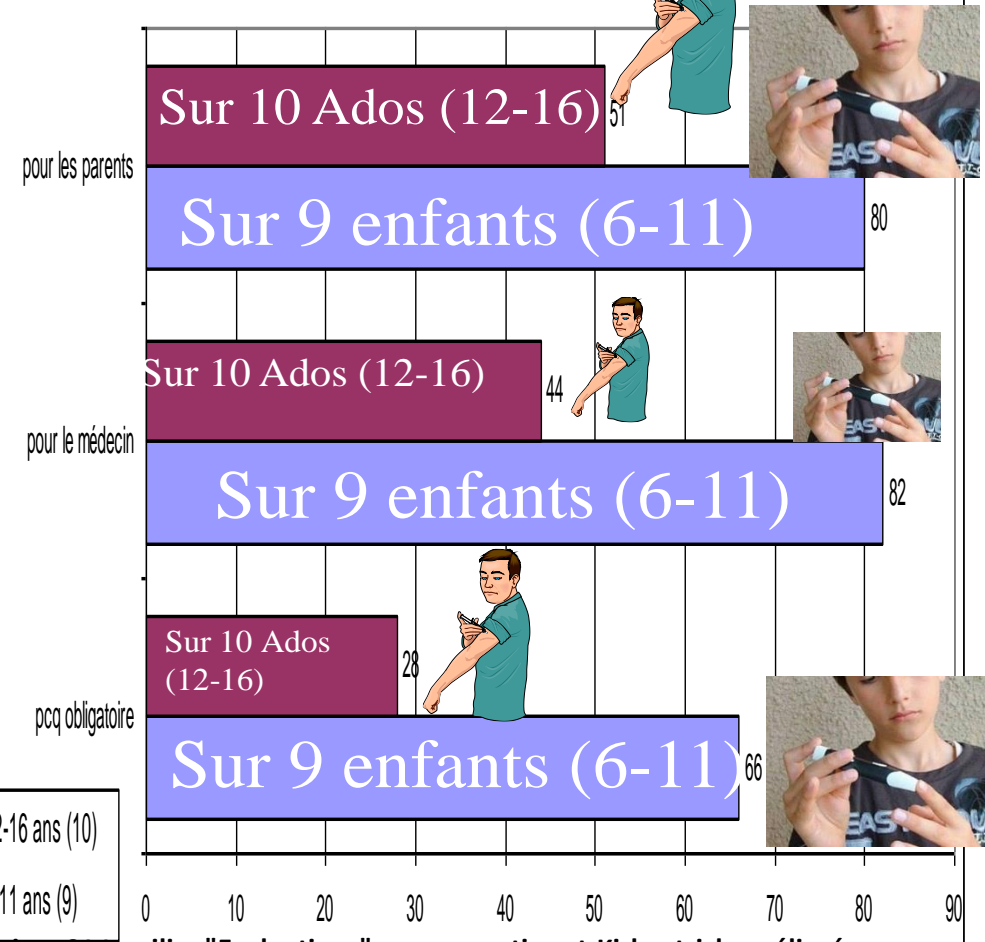 Sur 10 Ados (12-16)
51
pour les parents
Sur 9 enfants (6-11)
80
Sur 10 Ados (12-16)
44
pour le médecin
Sur 9 enfants (6-11)
82
Sur 10 Ados
(12-16)
28
pcq obligatoire
Sur 9 enfants (6-11)
66
2-16 ans (10)
11 ans (9)
0 10 20 30 40 50 60 70 80 90